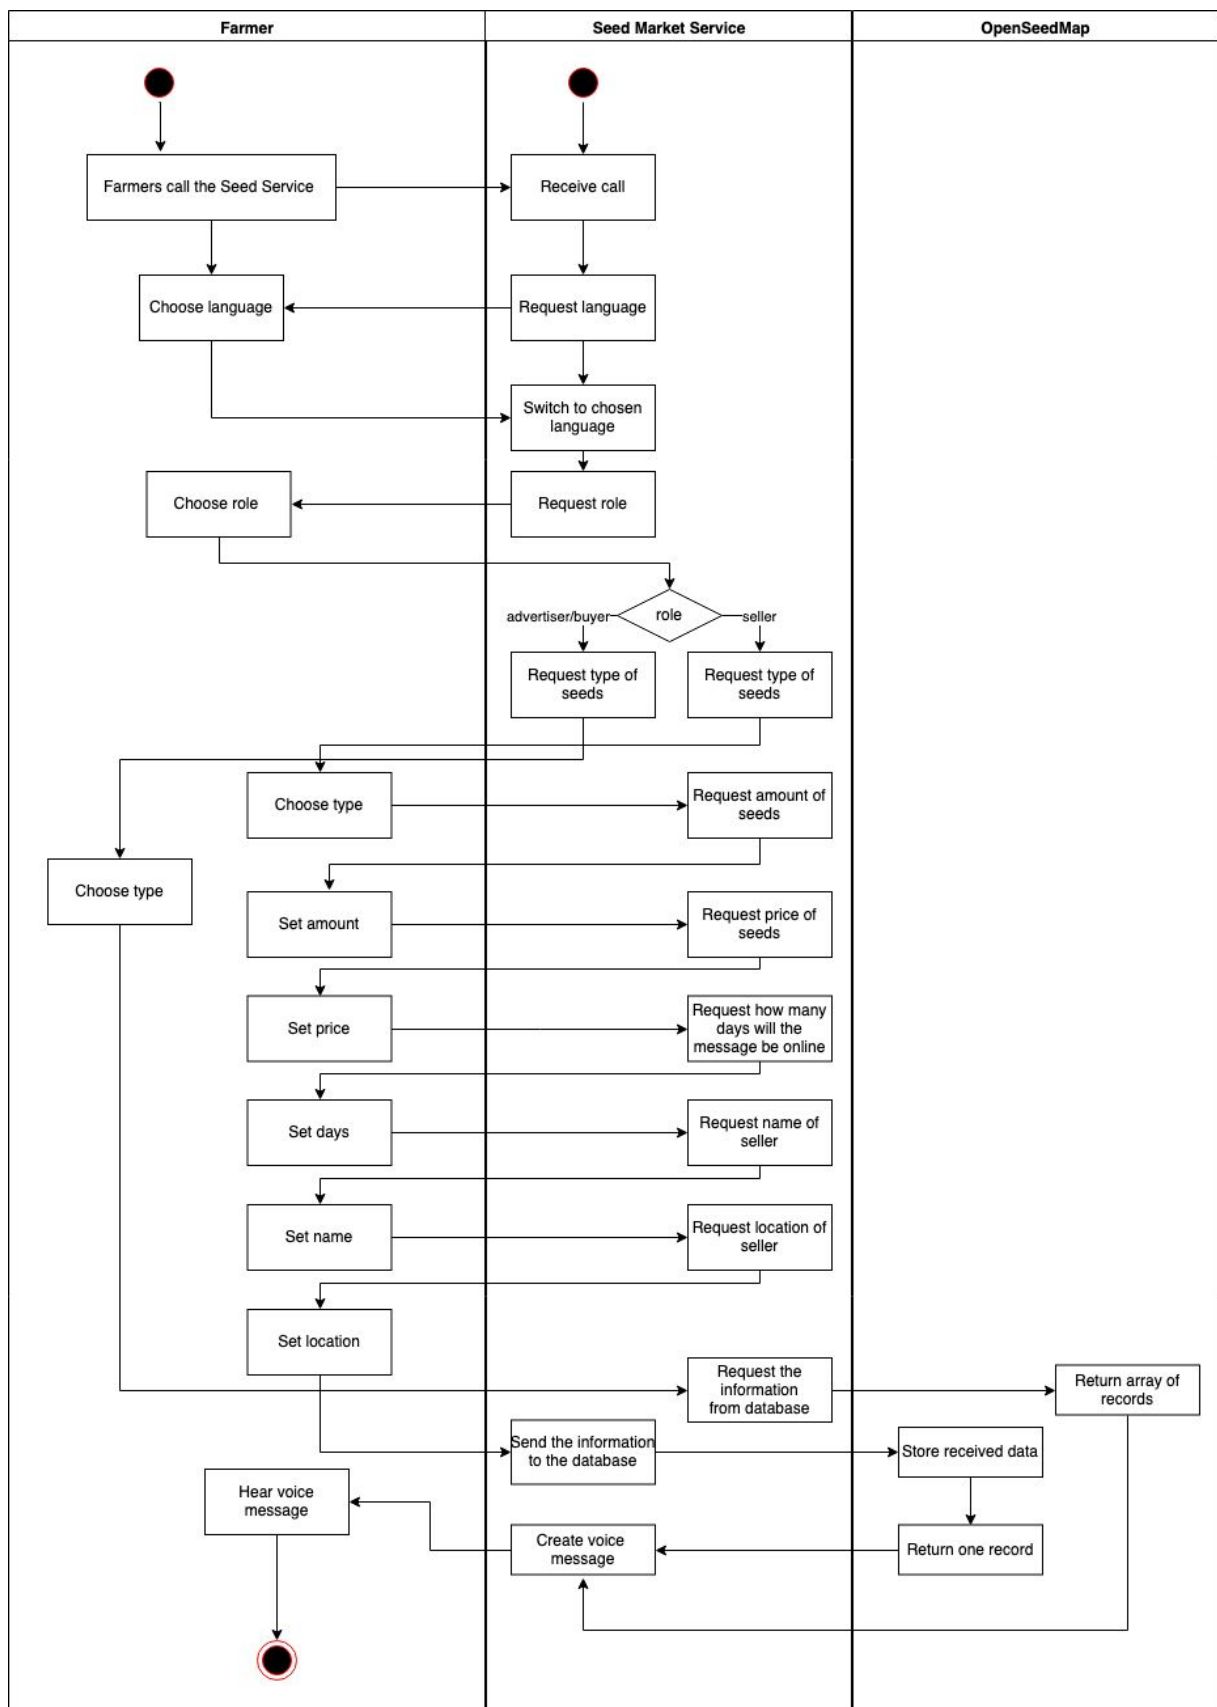 Farmer
Seed Market Service
OpenSeedMap
Farmers call the Seed Service
Receive call
Choose language
Request language
Switch to chosen
language
Choose role
Request role
advertiser/buyer
role
seller
Request type of
seeds
Request type of
seeds
Choose type
Request amount of
seeds
Choose type
Set amount
Request price of
seeds
Set price
Request how many
days will the
message be online
Set days
Request name of
seller
Set name
Request location of
seller
Set location
Request the
information
from database
Return array of
records
Send the information
to the database
Store received data
Hear voice
message
Create voice
message
Return one record